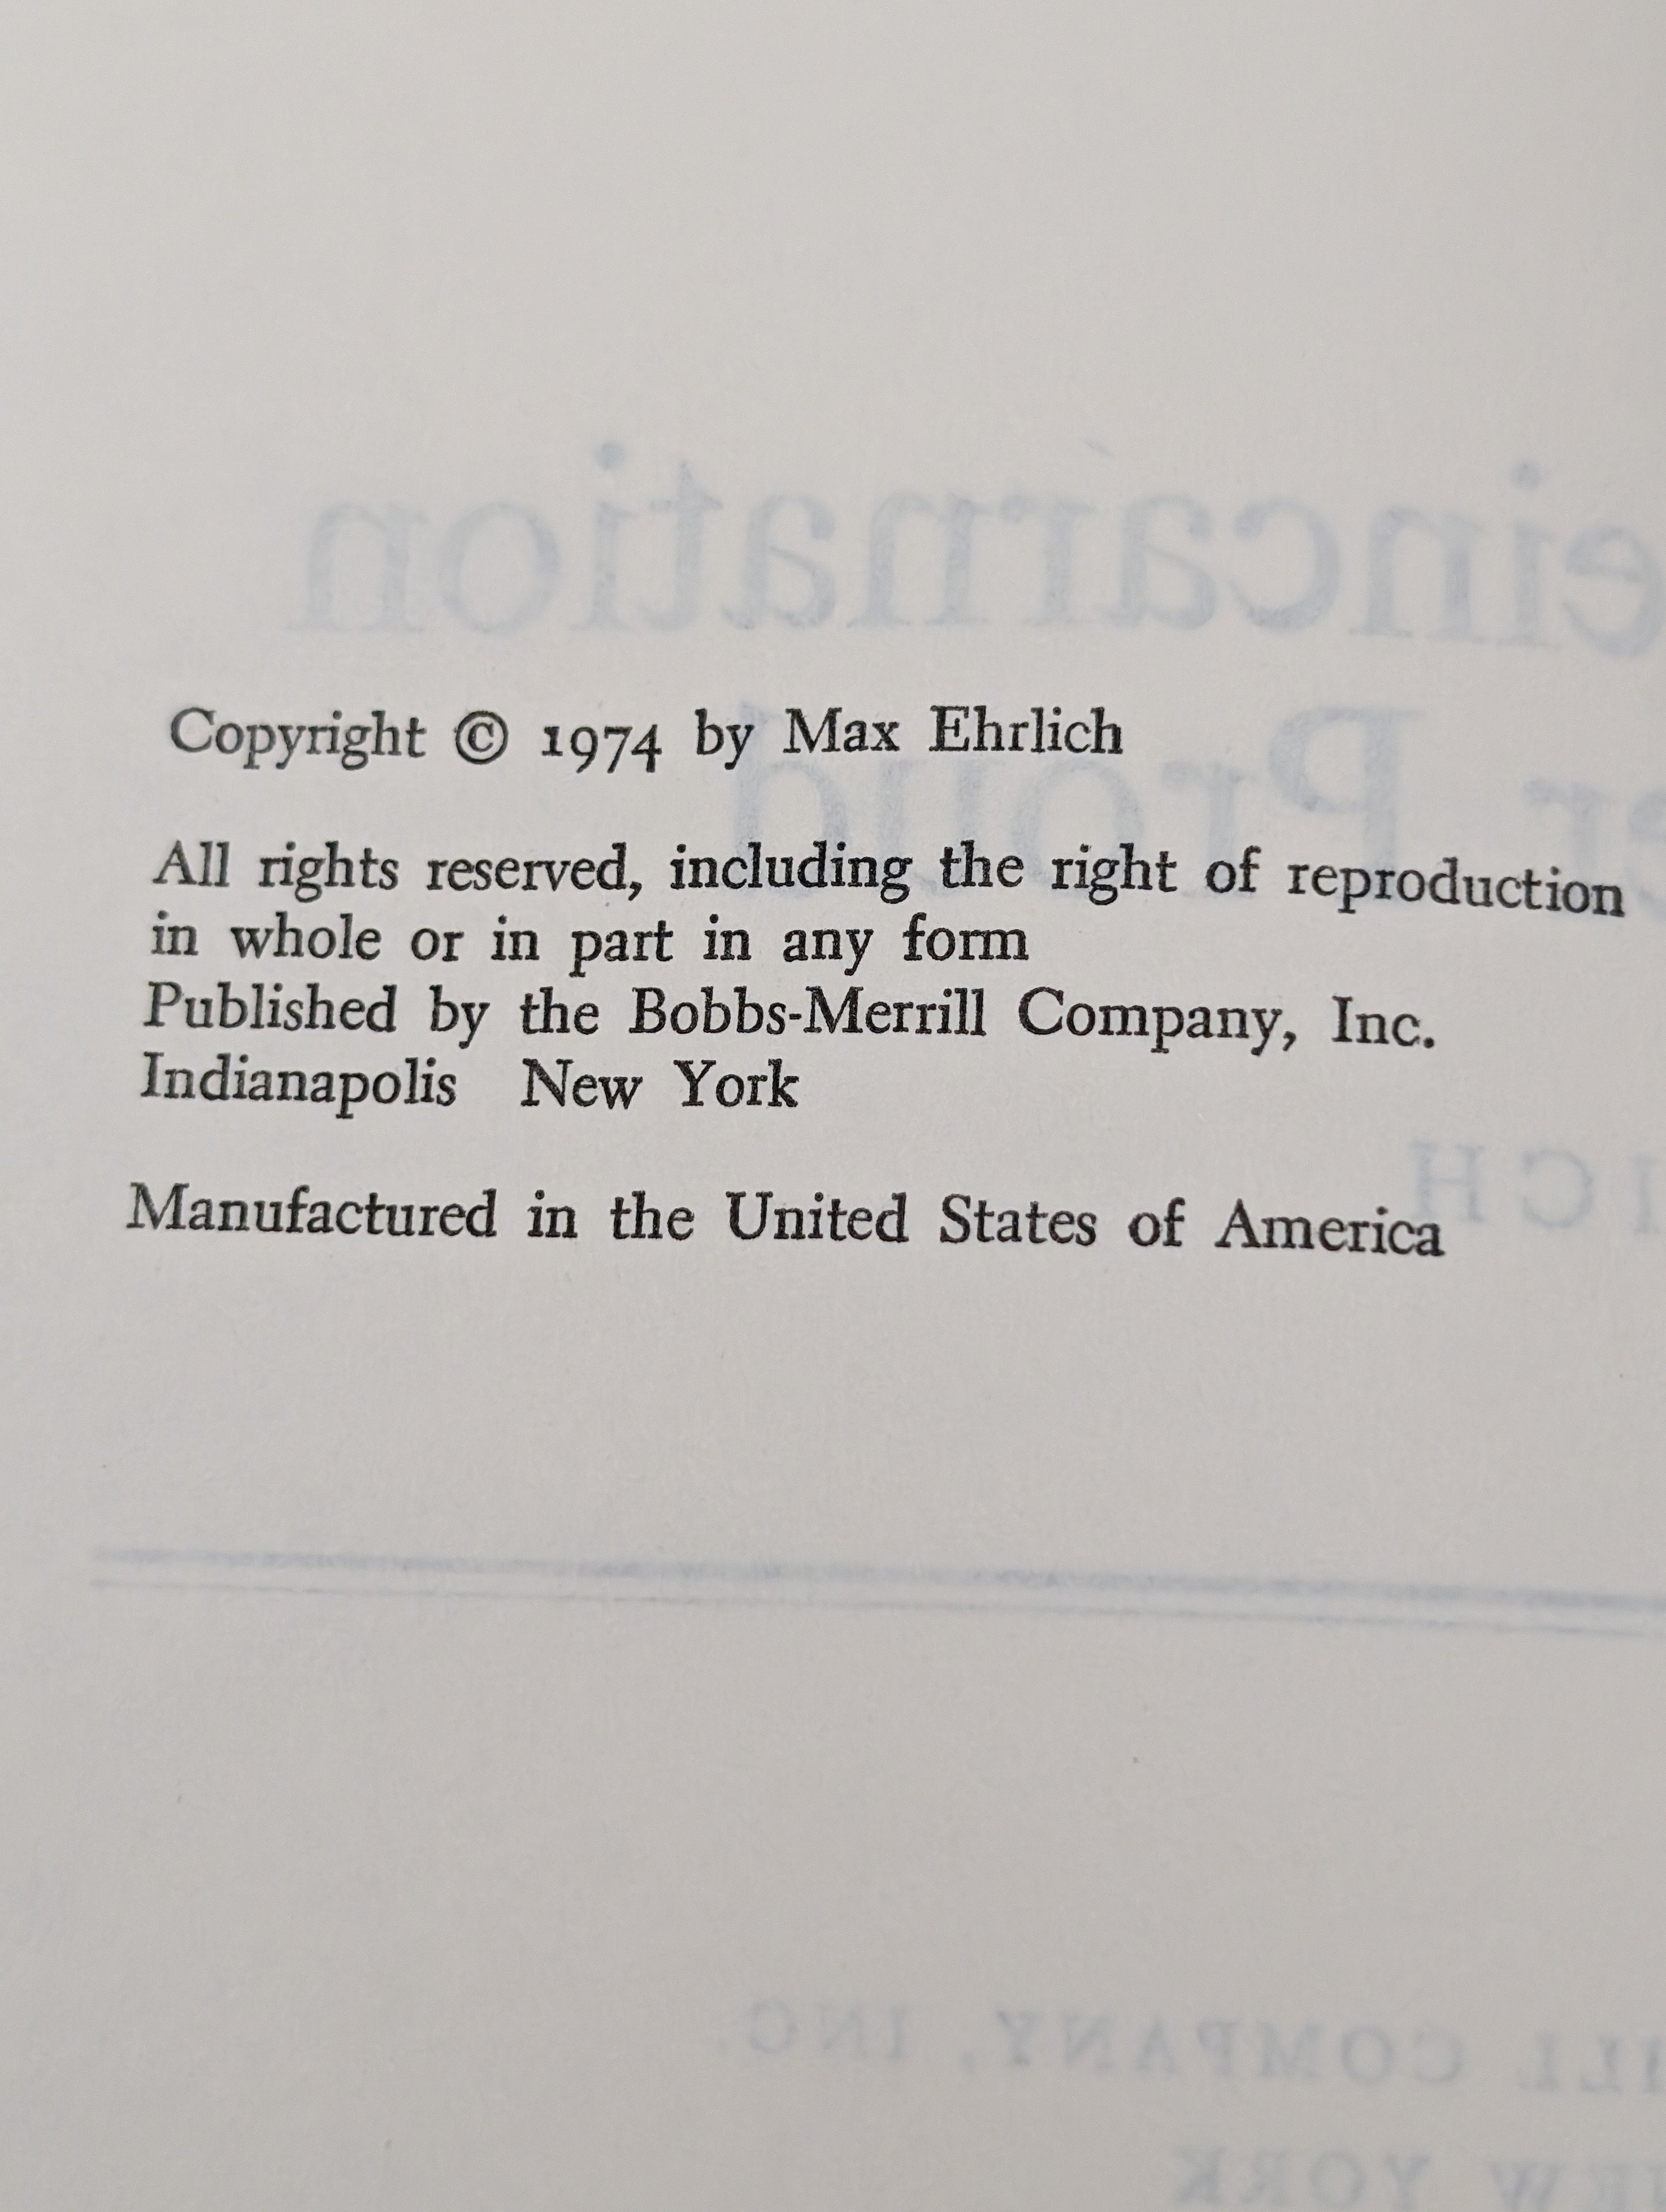 Copyright © 1974 by Max Ehrlich
All rights reserved, including the right of reproduction
in whole or in part in any form
Published by the Bobbs-Merrill Company, Inc.
Indianapolis New York
Manufactured in the United States of America